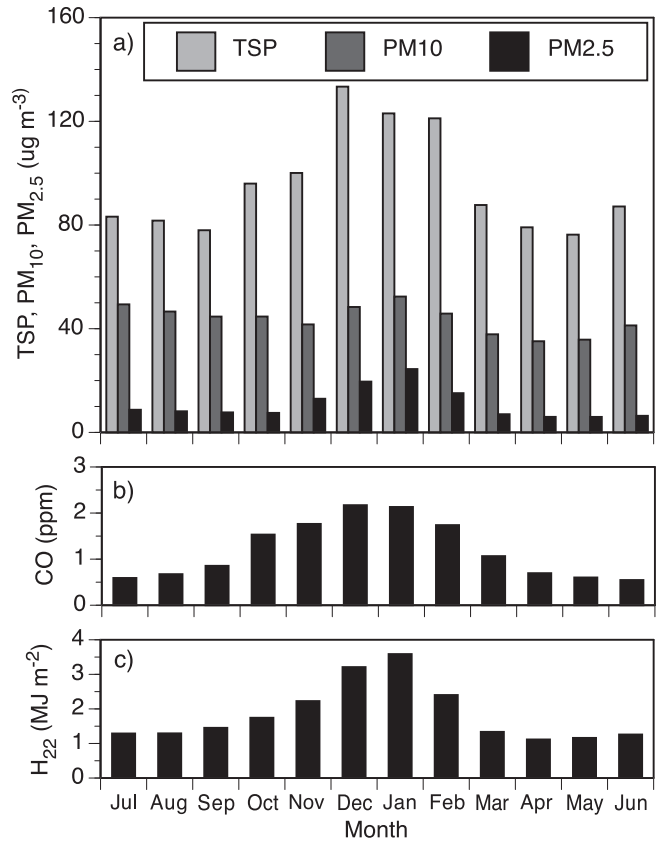 160
120
80
40
0
TSP, PM10, PM2.5 (ug m-3)
a)
TSP PM10 PM2.5
3
2
1
0
CO (ppm)
b)
4
3
2
1
0
H22 (MJ m-2)
c)
Jul Aug Sep Oct Nov Dec Jan Feb Mar Apr May Jun
Month